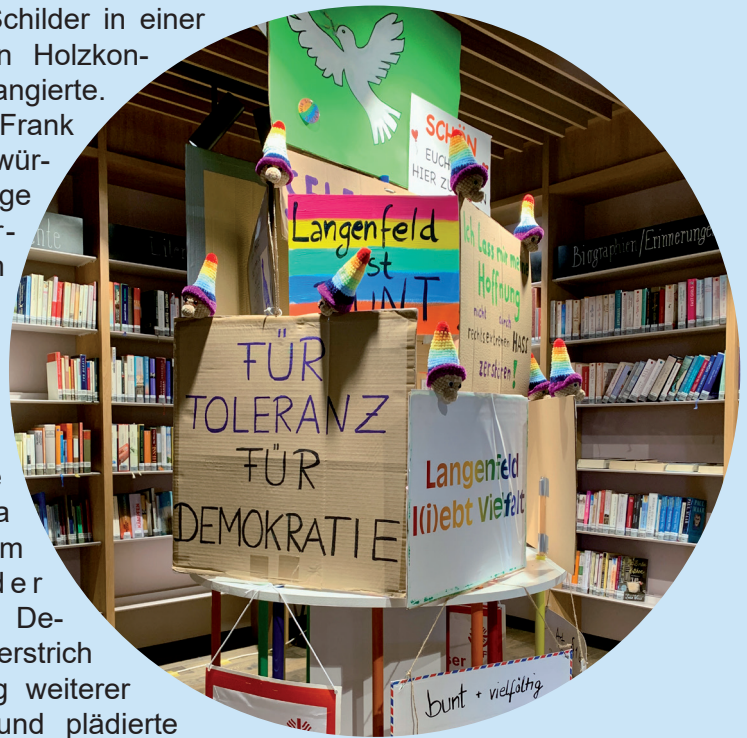 Schilder in einer
Holzkon-
angierte.
Frank
wür-
ge
r-
der
De-
erstrich
g weiterer
und plädierte
SCHÖN
EUCH
HIER ZU
Langenfeld
ist
BUNT
Ich lass mir meine
Hoffnung
nicht durch
rechtsextremen HASS
zerstören!
FÜR
TOLERANZ
FÜR
DEMOKRATIE
Langenfeld
l(i)ebt Vielfalt
bunt + vielfältig
Biographien/Erinnerunge